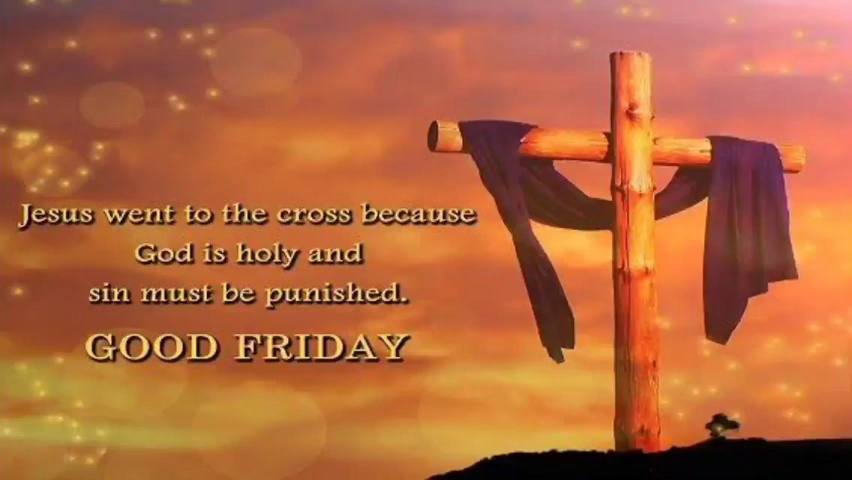 Jesus went to the cross because
God is holy and
sin must be punished.
GOOD FRIDAY